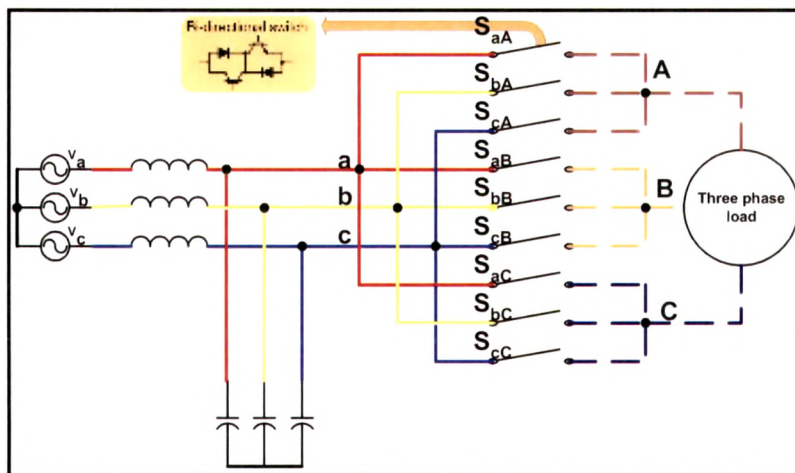 Bi-directional switch
SaA
SbA
ScA
SaB
SbB
ScB
SaC
SbC
ScC
A
B
C
Va
Vb
Vc
a
b
c
Three phase
load